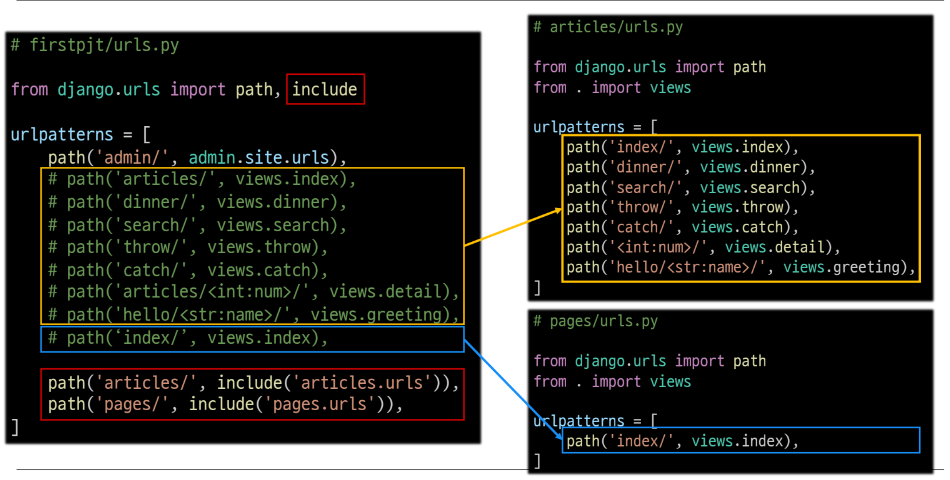 # firstpjt/urls.py
from django.urls import path, include
urlpatterns = [
path('admin/', admin.site.urls),
# path('articles/', views.index),
# path('dinner/', views.dinner),
# path('search/', views.search),
# path('throw/', views.throw),
# path('catch/', views.catch),
# path('articles/<int:num>/', views.detail),
# path('hello/<str:name>/', views.greeting),
# path(‘index/’, views.index),
path('articles/', include('articles.urls')),
path('pages/', include('pages.urls')),
]
# articles/urls.py
from django.urls import path
from . import views
urlpatterns = [
path('index/', views.index),
path('dinner/', views.dinner),
path('search/', views.search),
path('throw/', views.throw),
path('catch/', views.catch),
path('<int:num>/', views.detail),
path('hello/<str:name>/', views.greeting),
]
# pages/urls.py
from django.urls import path
from . import views
urlpatterns = [
path('index/', views.index),
]